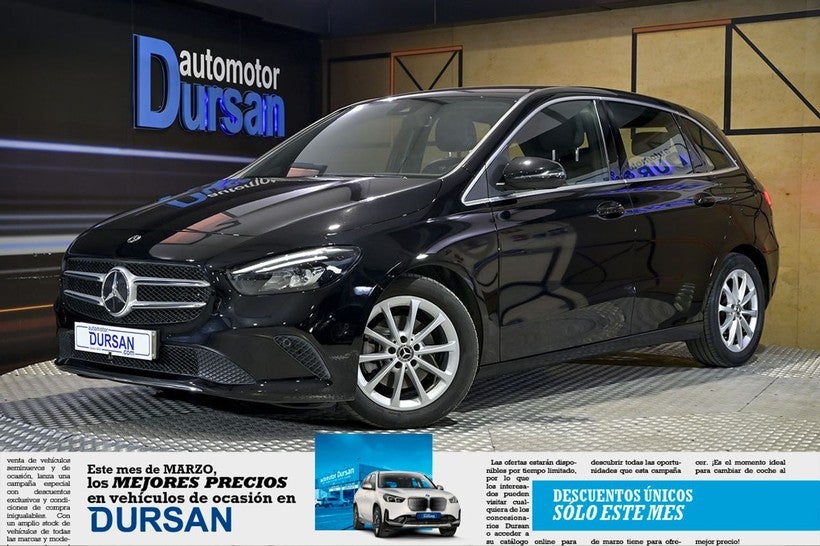 automotor
Dursan
automotor
DURSAN
.com
venta de vehículos
seminuevos y de
ocasión, lanza una
campaña especial
con descuentos
exclusivos y condi-
ciones de compra
inigualables. Con
un amplio stock de
vehículos de todas
las marcas y mode-
Este mes de MARZO,
los MEJORES PRECIOS
en vehículos de ocasión en
DURSAN
automotor Dursan
Las ofertas estarán dispo-
nibles por tiempo limitado,
por lo que
los interesa-
dos pueden
visitar cual-
quiera de los
concesiona-
rios Dursan
o acceder a
su catálogo online para
descubrir todas las oportu-
nidades que esta campaña
de marzo tiene para ofre-
cer. ¡Es el momento ideal
para cambiar de coche al
mejor precio!
DESCUENTOS ÚNICOS
SÓLO ESTE MES